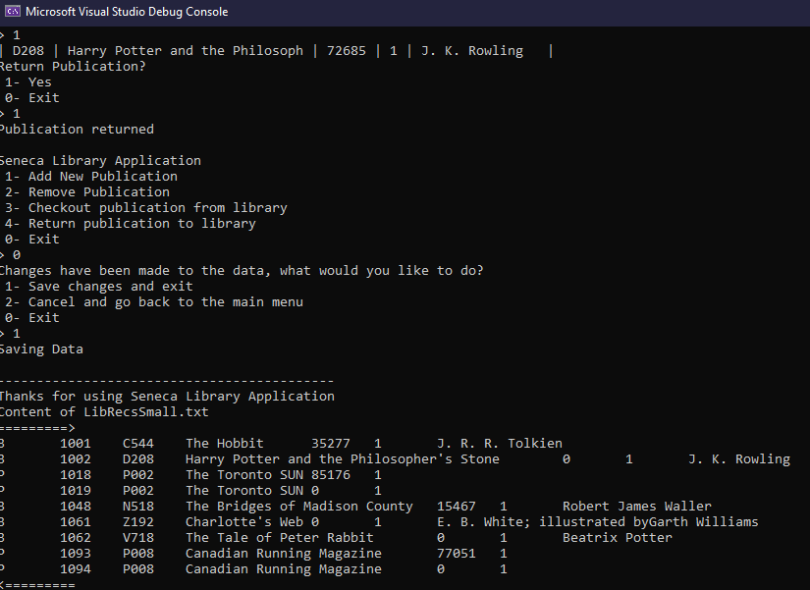 Microsoft Visual Studio Debug Console
> 1
| D208 | Harry Potter and the Philosoph | 72685 | 1 | J. K. Rowling   |
Return Publication?
 1- Yes
 0- Exit
> 1
Publication returned
Seneca Library Application
 1- Add New Publication
 2- Remove Publication
 3- Checkout publication from library
 4- Return publication to library
 0- Exit
> 0
Changes have been made to the data, what would you like to do?
 1- Save changes and exit
 2- Cancel and go back to the main menu
 0- Exit
> 1
Saving Data
-------------------------------------------
Thanks for using Seneca Library Application
Content of LibRecsSmall.txt
=========>
B       1001    C544    The Hobbit      35277   1       J. R. R. Tolkien
B       1002    D208    Harry Potter and the Philosopher's Stone        0       1       J. K. Rowling
P       1018    P002    The Toronto SUN 85176   1
P       1019    P002    The Toronto SUN 0       1
B       1048    N518    The Bridges of Madison County   15467   1       Robert James Waller
B       1061    Z192    Charlotte's Web 0       1       E. B. White; illustrated byGarth Williams
B       1062    V718    The Tale of Peter Rabbit        0       1       Beatrix Potter
P       1093    P008    Canadian Running Magazine       77051   1
P       1094    P008    Canadian Running Magazine       0       1
<=========